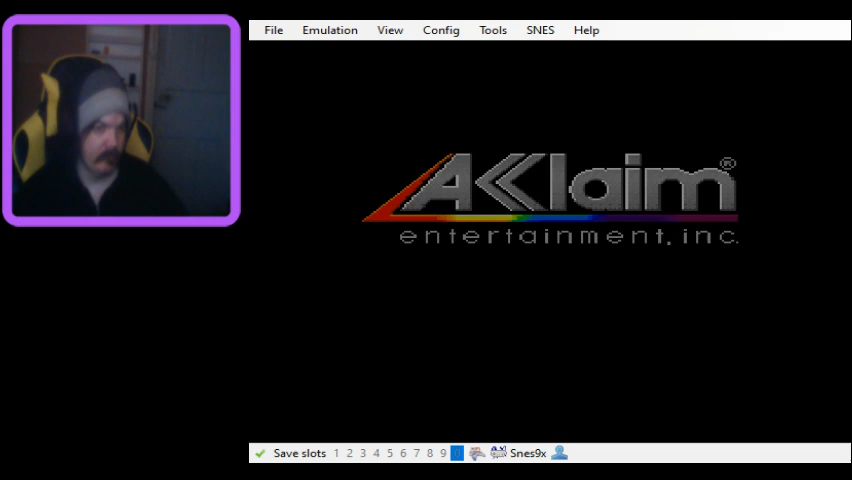 File Emulation View Config Tools SNES Help
AKKlaim®
entertainment, inc.
Save slots 1 2 3 4 5 6 7 8 9 0 Snes9x